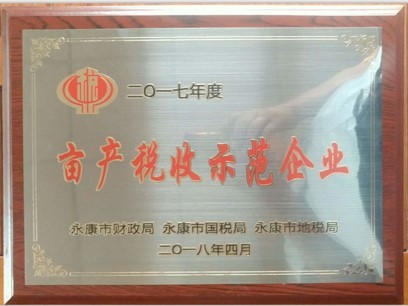 二〇一七年度
亩产税收示范企业
永康市财政局 永康市国税局 永康市地税局
二〇一八年四月